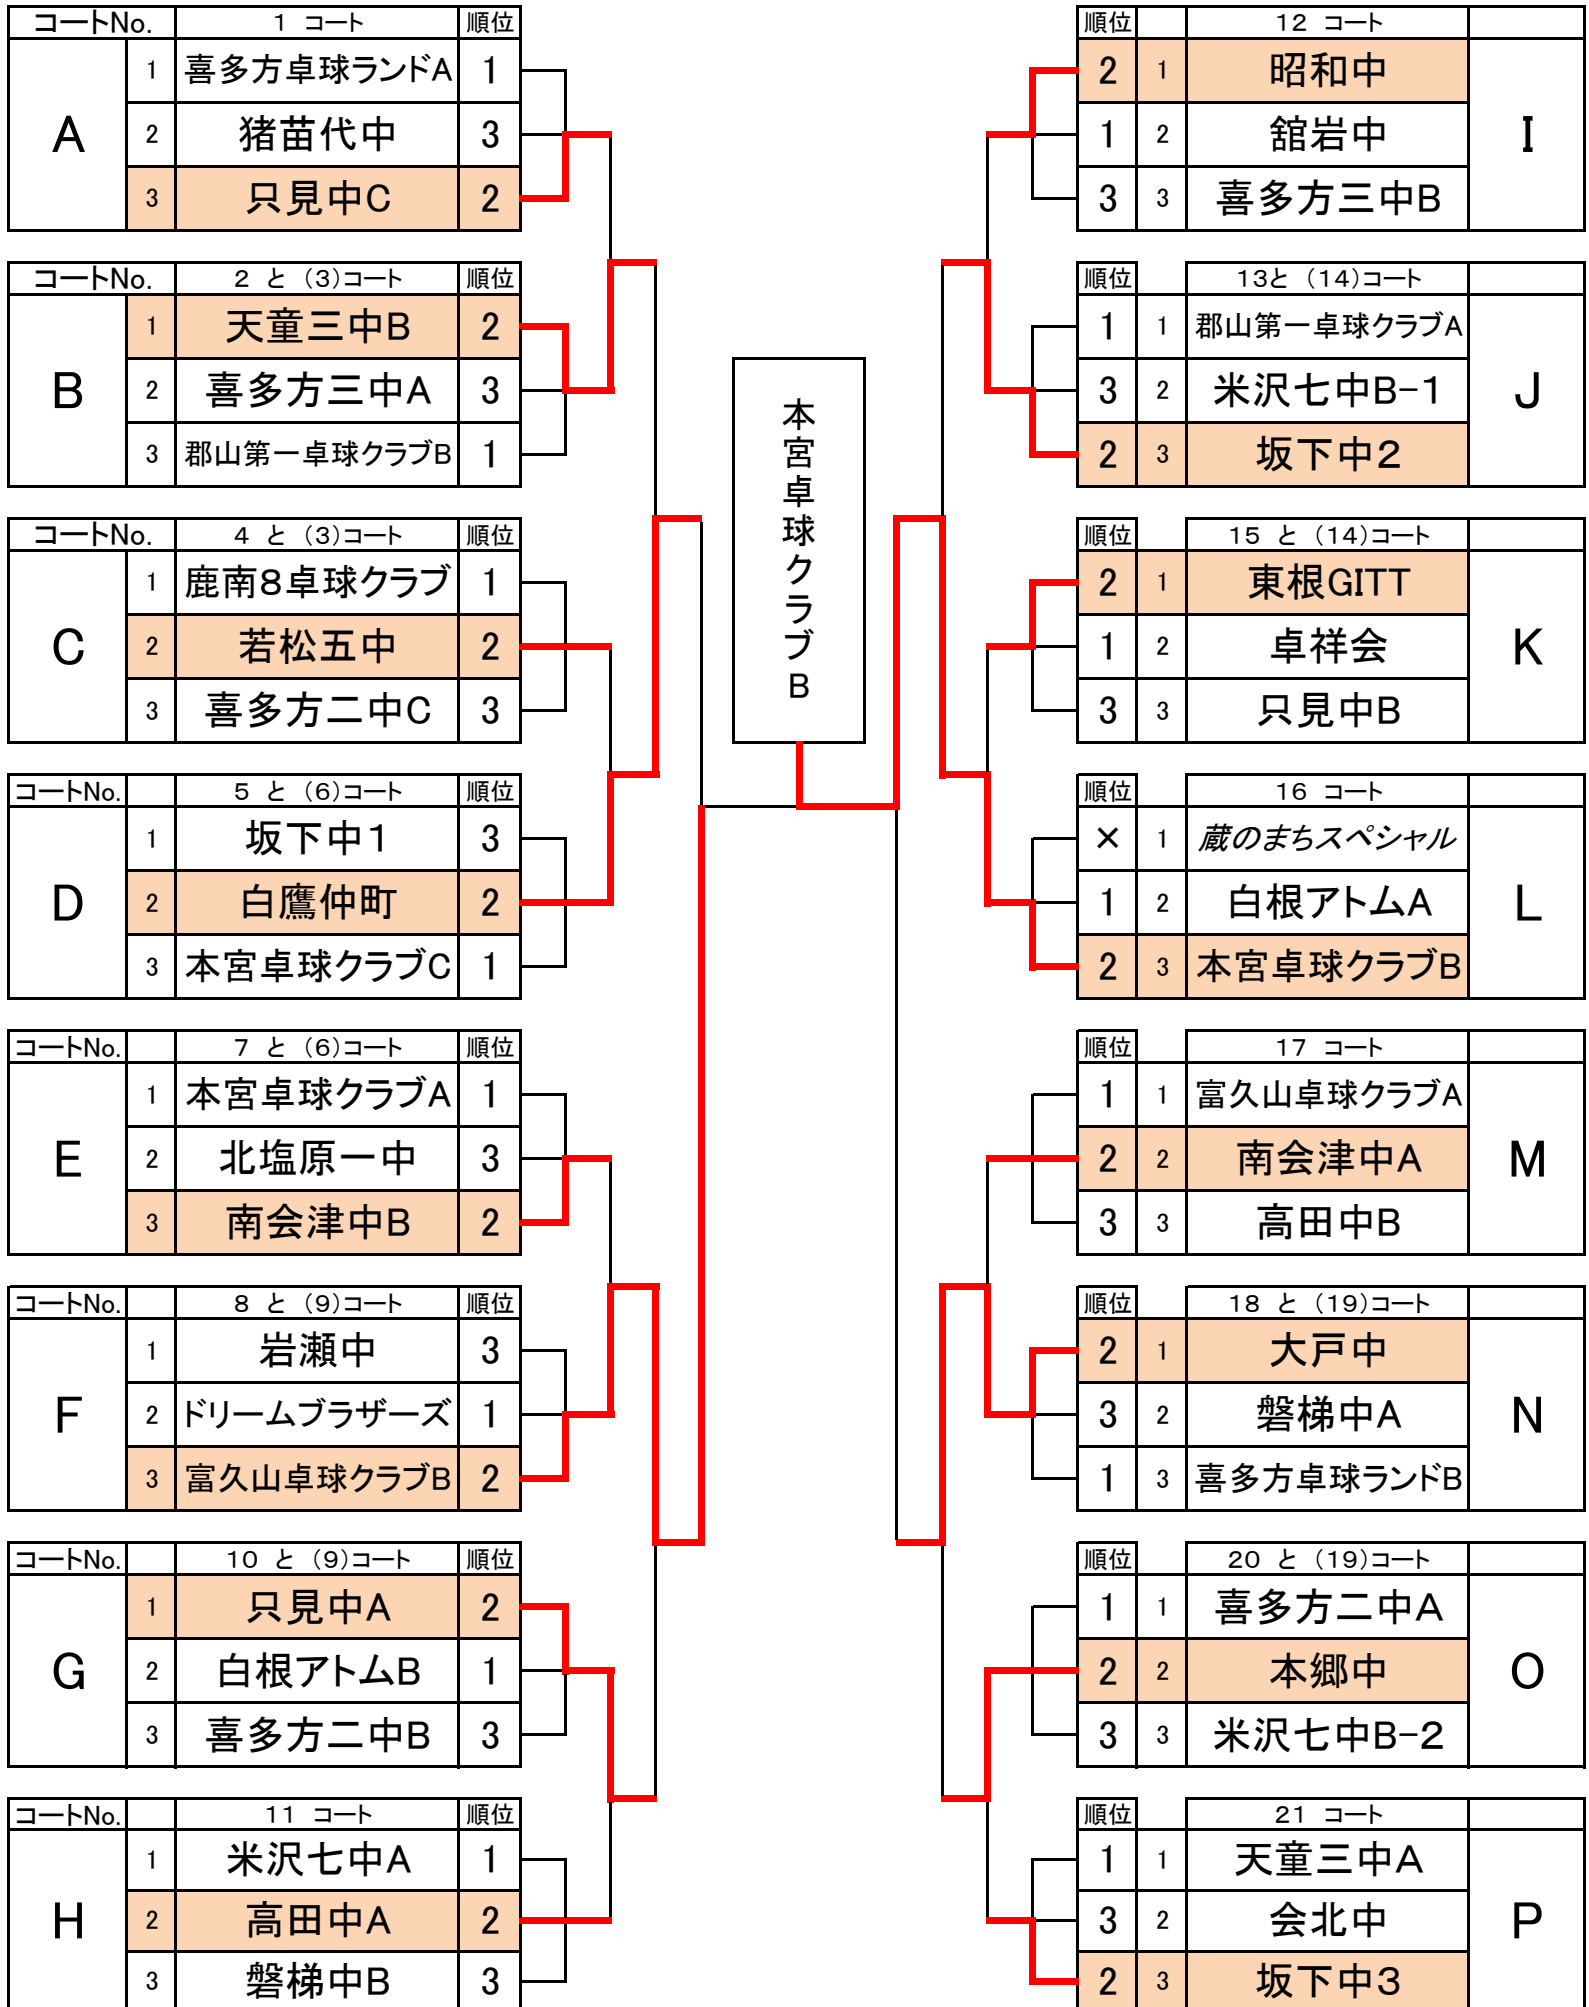 コートNo. 1 コート 順位
A
1 喜多方卓球ランドA 1
2 猪苗代中 3
3 只見中C 2
コートNo. 2 と (3)コート 順位
B
1 天童三中B 2
2 喜多方三中A 3
3 郡山第一卓球クラブB 1
コートNo. 4 と (3)コート 順位
C
1 鹿南8卓球クラブ 1
2 若松五中 2
3 喜多方二中C 3
コートNo. 5 と (6)コート 順位
D
1 坂下中1 3
2 白鷹仲町 2
3 本宮卓球クラブC 1
コートNo. 7 と (6)コート 順位
E
1 本宮卓球クラブA 1
2 北塩原一中 3
3 南会津中B 2
コートNo. 8 と (9)コート 順位
F
1 岩瀬中 3
2 ドリームブラザーズ 1
3 富久山卓球クラブB 2
コートNo. 10 と (9)コート 順位
G
1 只見中A 2
2 白根アトムB 1
3 喜多方二中B 3
コートNo. 11 コート 順位
H
1 米沢七中A 1
2 高田中A 2
3 磐梯中B 3
本宮卓球クラブB
順位 12 コート
2 1 昭和中
1 2 舘岩中
3 3 喜多方三中B
I
順位 13と (14)コート
1 1 郡山第一卓球クラブA
3 2 米沢七中B-1
2 3 坂下中2
J
順位 15 と (14)コート
2 1 東根GITT
1 2 卓祥会
3 3 只見中B
K
順位 16 コート
× 1 蔵のまちスペシャル
1 2 白根アトムA
2 3 本宮卓球クラブB
L
順位 17 コート
1 1 富久山卓球クラブA
2 2 南会津中A
3 3 高田中B
M
順位 18 と (19)コート
2 1 大戸中
3 2 磐梯中A
1 3 喜多方卓球ランドB
N
順位 20 と (19)コート
1 1 喜多方二中A
2 2 本郷中
3 3 米沢七中B-2
O
順位 21 コート
1 1 天童三中A
3 2 会北中
2 3 坂下中3
P